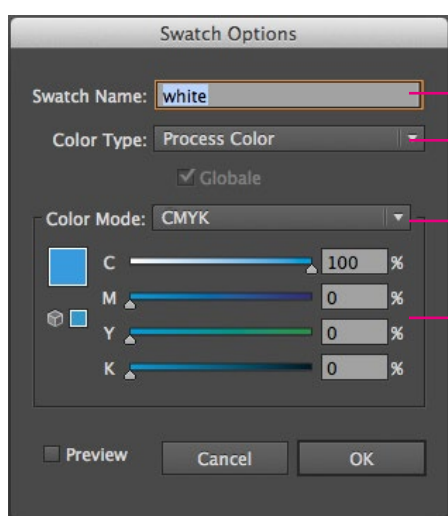 Swatch Options
Swatch Name: white
Color Type: Process Color
Globale
Color Mode: CMYK
C 100 %
M 0 %
Y 0 %
K 0 %
Preview Cancel OK